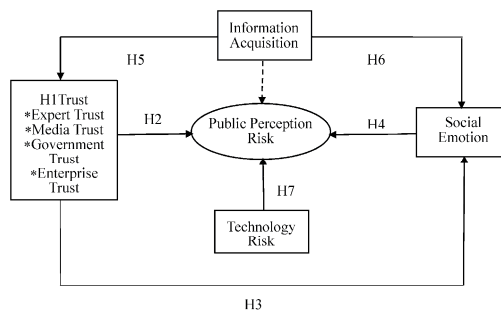 Information
Acquisition
H5
H6
H1Trust
*Expert Trust
*Media Trust
*Government
Trust
*Enterprise
Trust
H2
Public Perception
Risk
H4
Social
Emotion
H7
Technology
Risk
H3